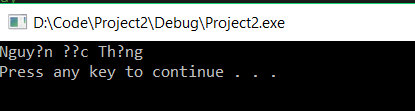 D:\Code\Project2\Debug\Project2.exe
Nguy?n ??c Th?ng
Press any key to continue . . .